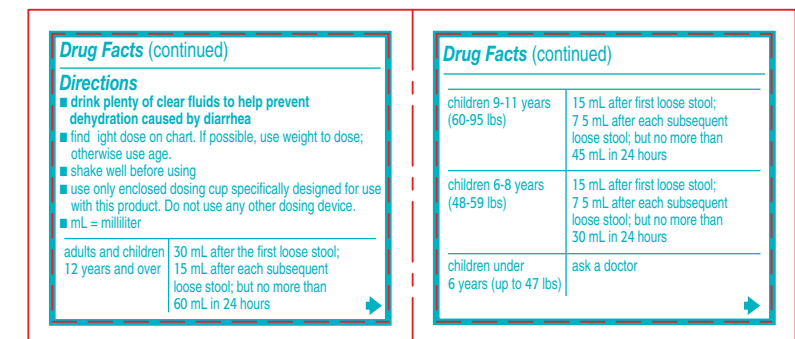 Drug Facts (continued)
Directions
■ drink plenty of clear fluids to help prevent
dehydration caused by diarrhea
■ find ight dose on chart. If possible, use weight to dose;
otherwise use age.
■ shake well before using
■ use only enclosed dosing cup specifically designed for use
with this product. Do not use any other dosing device.
■ mL = milliliter
adults and children
12 years and over
30 mL after the first loose stool;
15 mL after each subsequent
loose stool; but no more than
60 mL in 24 hours
Drug Facts (continued)
children 9-11 years
(60-95 lbs)
15 mL after first loose stool;
7 5 mL after each subsequent
loose stool; but no more than
45 mL in 24 hours
children 6-8 years
(48-59 lbs)
15 mL after first loose stool;
7 5 mL after each subsequent
loose stool; but no more than
30 mL in 24 hours
children under
6 years (up to 47 lbs)
ask a doctor